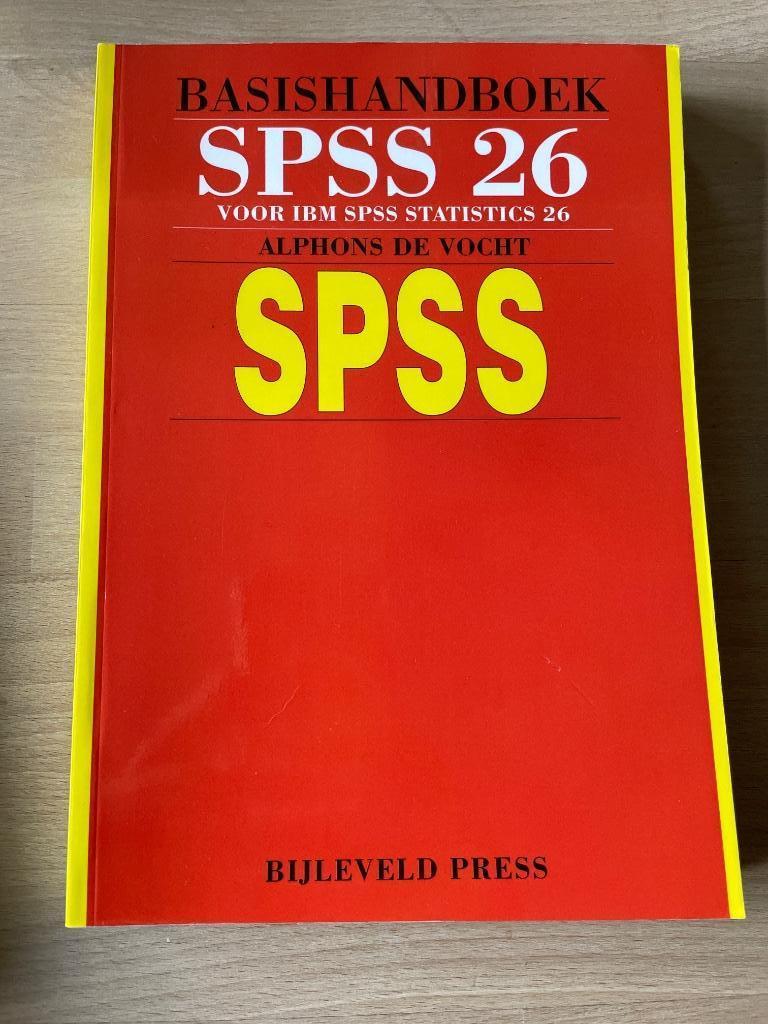 BASISHANDBOEK
SPSS 26
VOOR IBM SPSS STATISTICS 26
ALPHONS DE VOCHT
SPSS
BIJLEVELD PRESS